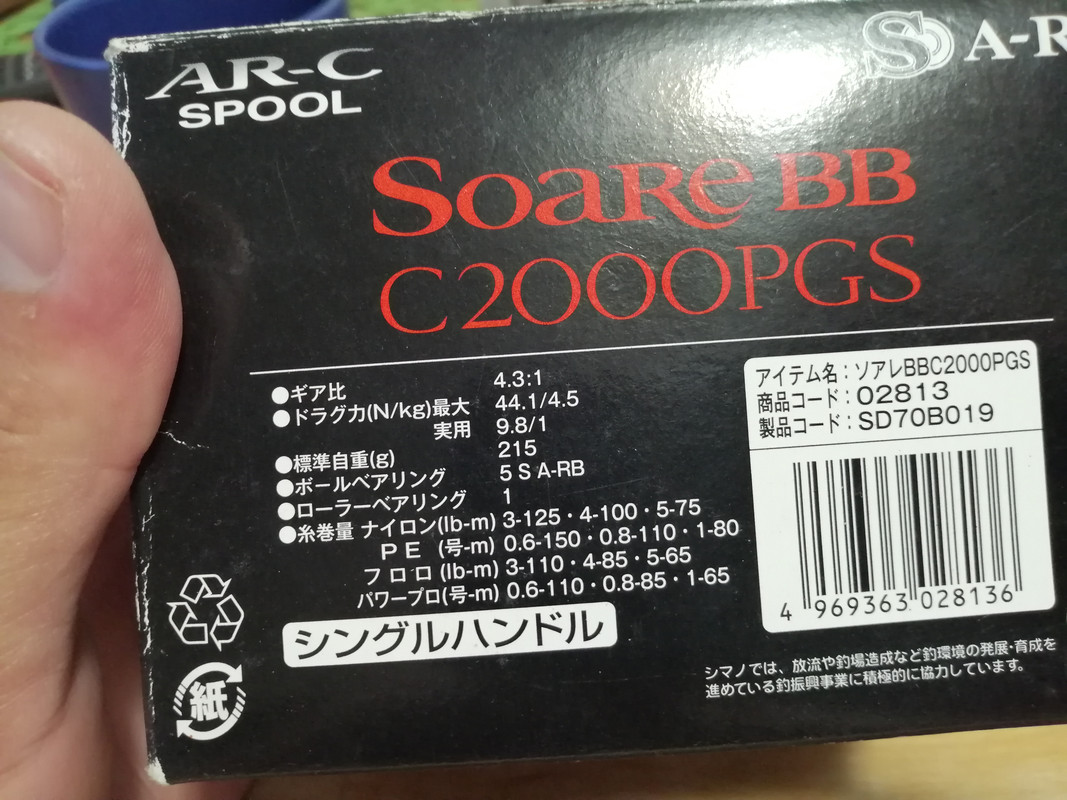 AR-C
SPOOL
S A-R
Soare BB
C2000PGS
●ギア比 4.3:1
●ドラグ力(N/kg)最大 44.1/4.5
実用 9.8/1
●標準自重(g) 215
●ボールベアリング 5 S A-RB
●ローラーベアリング 1
●糸巻量 ナイロン(lb-m) 3-125・4-100・5-75
PE (号-m) 0.6-150・0.8-110・1-80
フロロ(lb-m) 3-110・4-85・5-65
パワープロ(号-m) 0.6-110・0.8-85・1-65
シングルハンドル
アイテム名:ソアレBBC2000PGS
商品コード:02813
製品コード:SD70B019
4 969363 028136
紙
シマノでは、放流や釣場造成など釣環境の発展・育成を
進めている釣振興事業に積極的に協力しています。